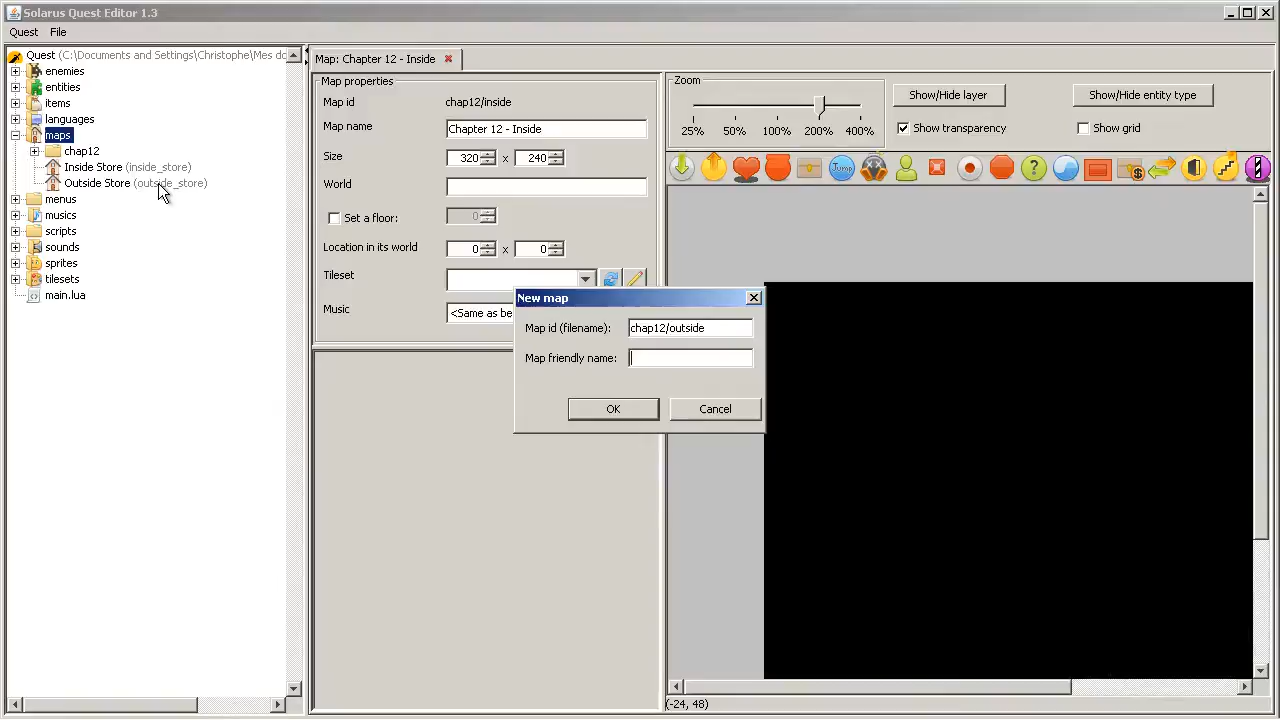 Solarus Quest Editor 1.3
Quest File
Quest (C:\Documents and Settings\Christophe\Mes do
enemies
entities
items
languages
maps
chap12
Inside Store (inside_store)
Outside Store (outside_store)
menus
musics
scripts
sounds
sprites
tilesets
main.lua
Map: Chapter 12 - Inside
Map properties
Map id chap12/inside
Map name Chapter 12 - Inside
Size 320 x 240
World
Set a floor: 0
Location in its world 0 x 0
Tileset
Music <Same as be
Zoom
25% 50% 100% 200% 400%
Show/Hide layer
Show/Hide entity type
Show transparency
Show grid
Jump
?
$
New map
Map id (filename): chap12/outside
Map friendly name:
OK
Cancel
(-24, 48)